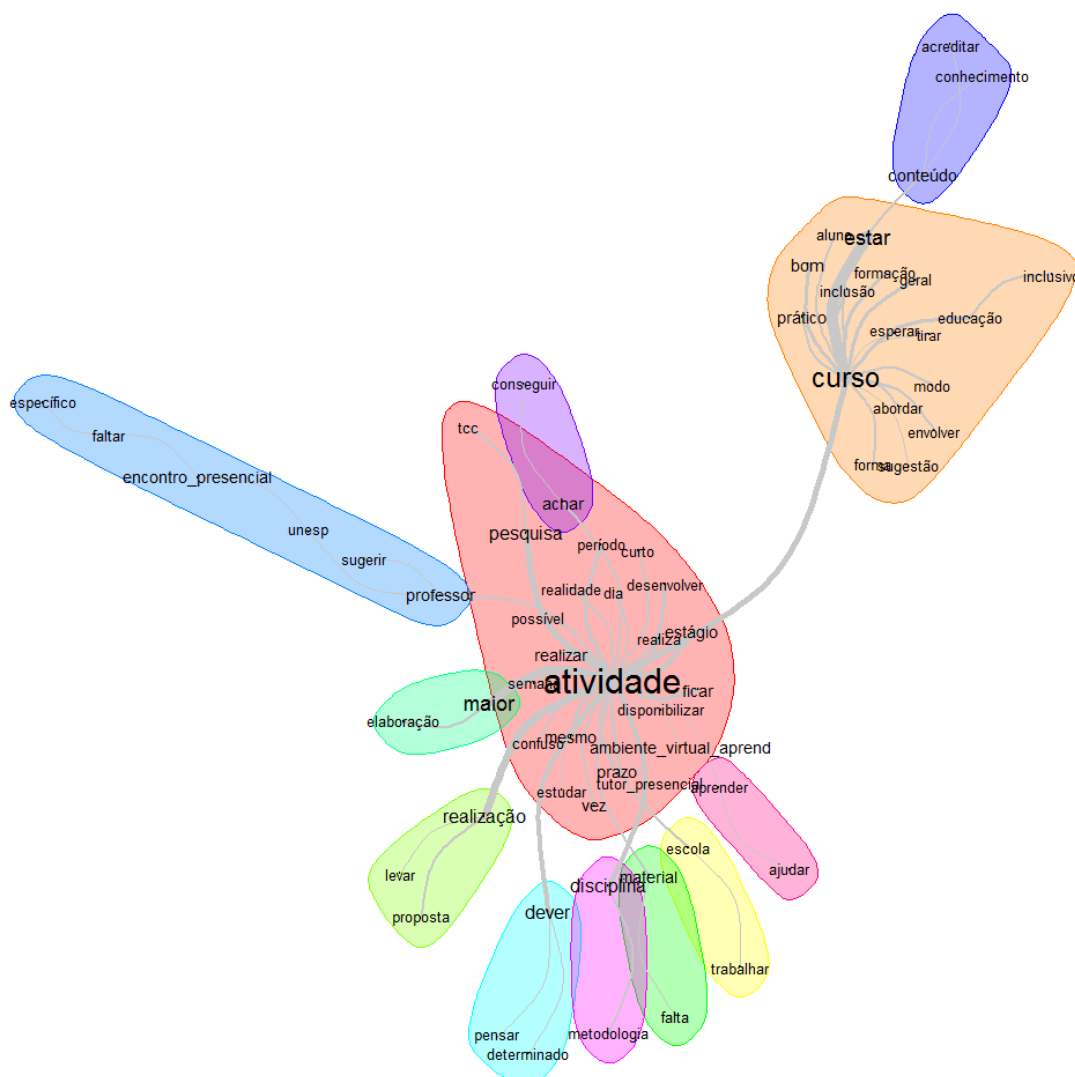 acreditar
conhecimento
conteúdo
aluno
estar
bom
formação
geral
inclusão
inclusivo
prático
educação
esperar
tirar
curso
modo
abordar
envolver
forma
sugestão
conseguir
específico
tcc
faltar
encontro_presencial
achar
unesp
pesquisa
período
curto
sugerir
professor
realidade
dia
desenvolver
possível
realiza
estágio
realizar
semana
atividade
ficar
maior
disponibilizar
elaboração
confuso
mesmo
ambiente_virtual_aprend
prazo
tutor_presencial
aprender
estudar
vez
realização
escola
levar
material
ajudar
disciplina
proposta
dever
trabalhar
falta
pensar
metodologia
determinado